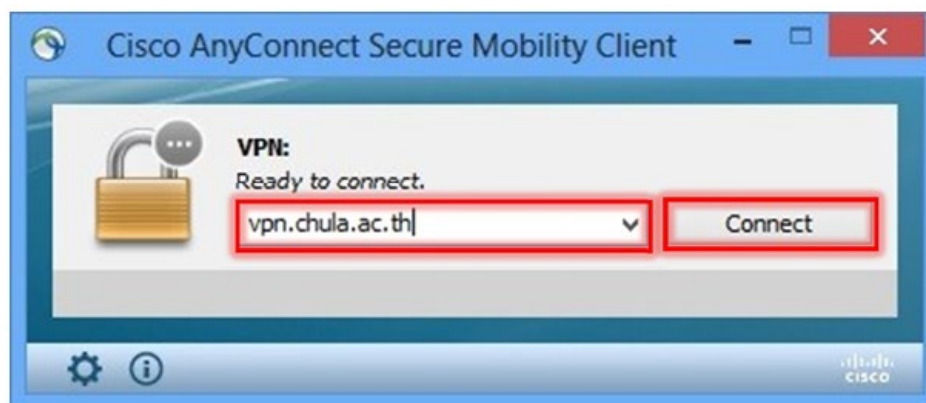 Cisco AnyConnect Secure Mobility Client
VPN:
Ready to connect.
vpn.chula.ac.th
Connect
cisco